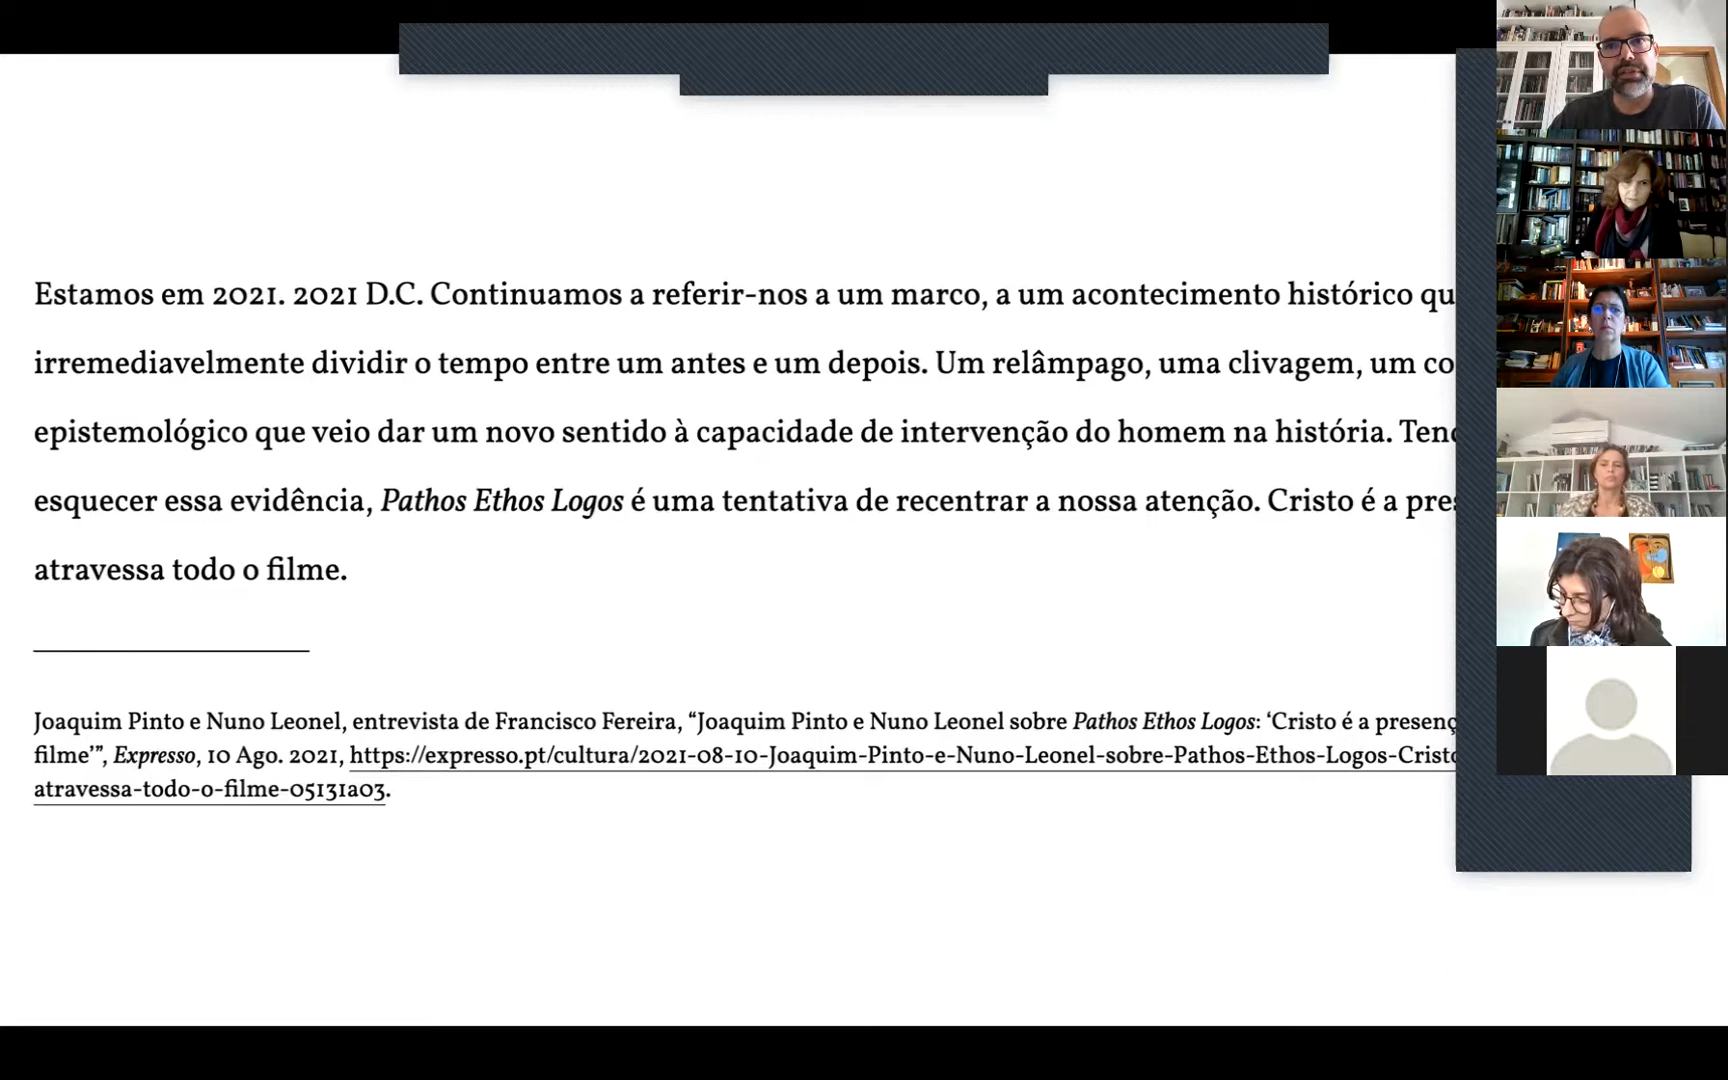 Estamos em 2021. 2021 D.C. Continuamos a referir-nos a um marco, a um acontecimento histórico qu
irremediavelmente dividir o tempo entre um antes e um depois. Um relâmpago, uma clivagem, um co
epistemológico que veio dar um novo sentido à capacidade de intervenção do homem na história. Tend
esquecer essa evidência, Pathos Ethos Logos é uma tentativa de recentrar a nossa atenção. Cristo é a pres
atravessa todo o filme.
Joaquim Pinto e Nuno Leonel, entrevista de Francisco Fereira, “Joaquim Pinto e Nuno Leonel sobre Pathos Ethos Logos: ‘Cristo é a presenç
filme’”, Expresso, 10 Ago. 2021, https://expresso.pt/cultura/2021-08-10-Joaquim-Pinto-e-Nuno-Leonel-sobre-Pathos-Ethos-Logos-Cristo
atravessa-todo-o-filme-05131a03.